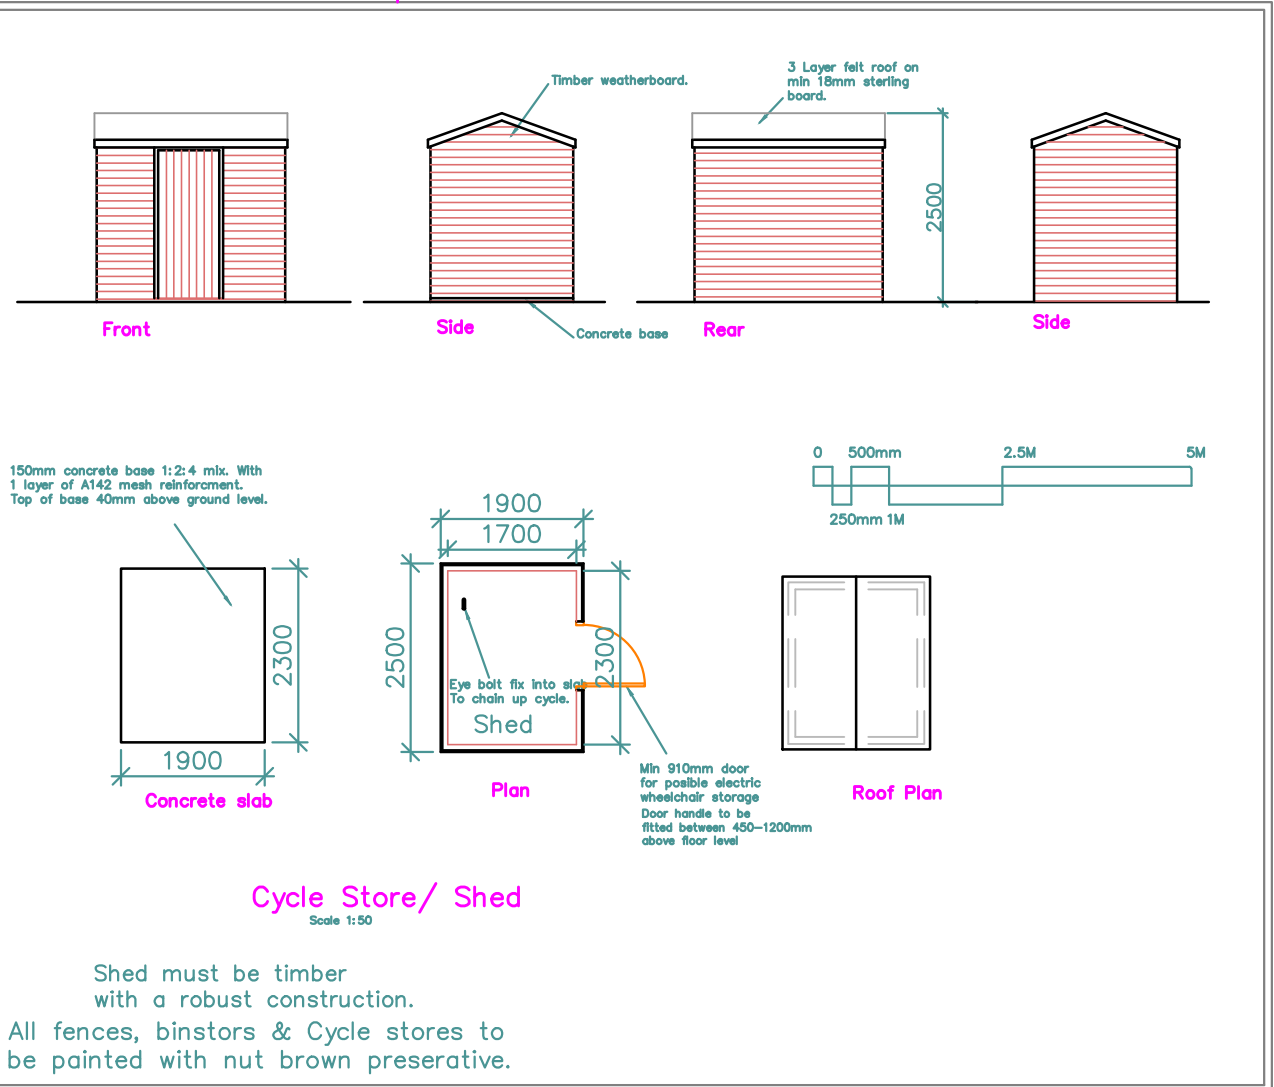 Timber weatherboard.
3 Layer felt roof on
min 18mm sterling
board.
2500
Front
Side
Concrete base
Rear
Side
150mm concrete base 1:2:4 mix. With
1 layer of A142 mesh reinforcment.
Top of base 40mm above ground level.
0 500mm 2.5M 5M
250mm 1M
1900
1700
2300
2500
2300
Eye bolt fix into slab
To chain up cycle.
Shed
1900
Concrete slab
Plan
Min 910mm door
for posible electric
wheelchair storage
Door handle to be
fitted between 450-1200mm
above floor level
Roof Plan
Cycle Store/ Shed
Scale 1:50
Shed must be timber
with a robust construction.
All fences, binstors & Cycle stores to
be painted with nut brown preserative.